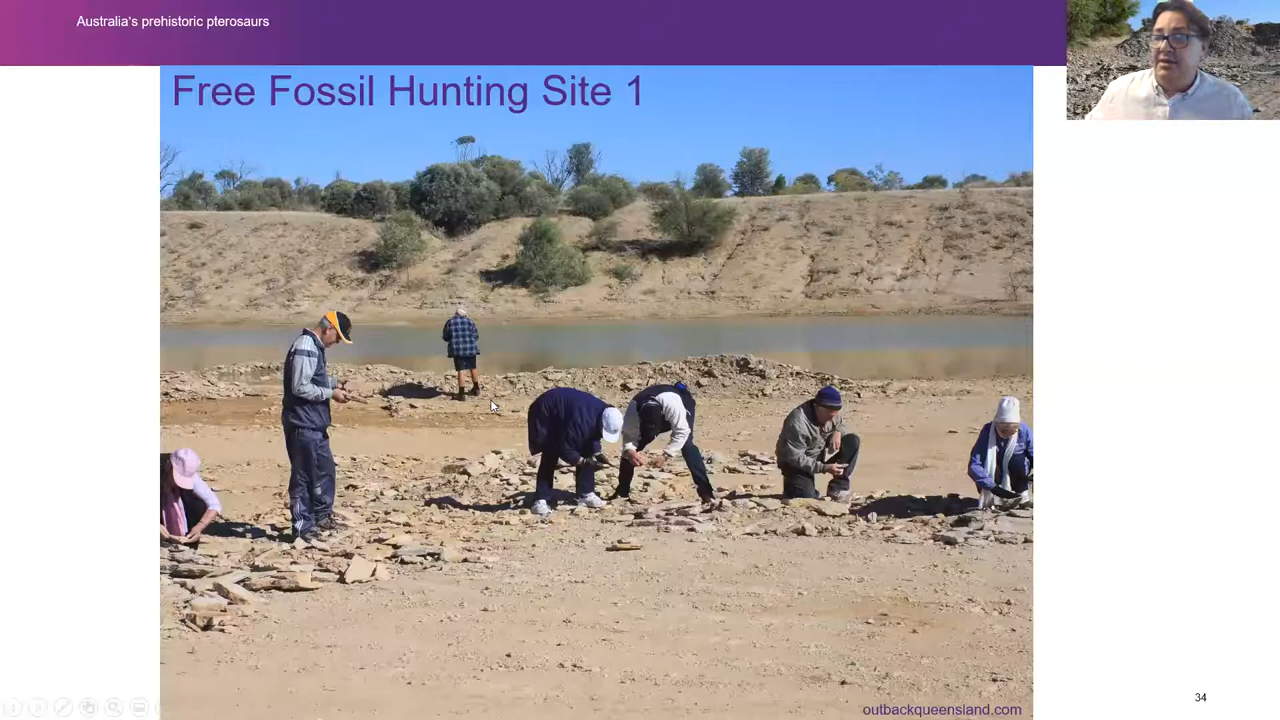 Australia's prehistoric pterosaurs
Free Fossil Hunting Site 1
34
outbackqueensland.com